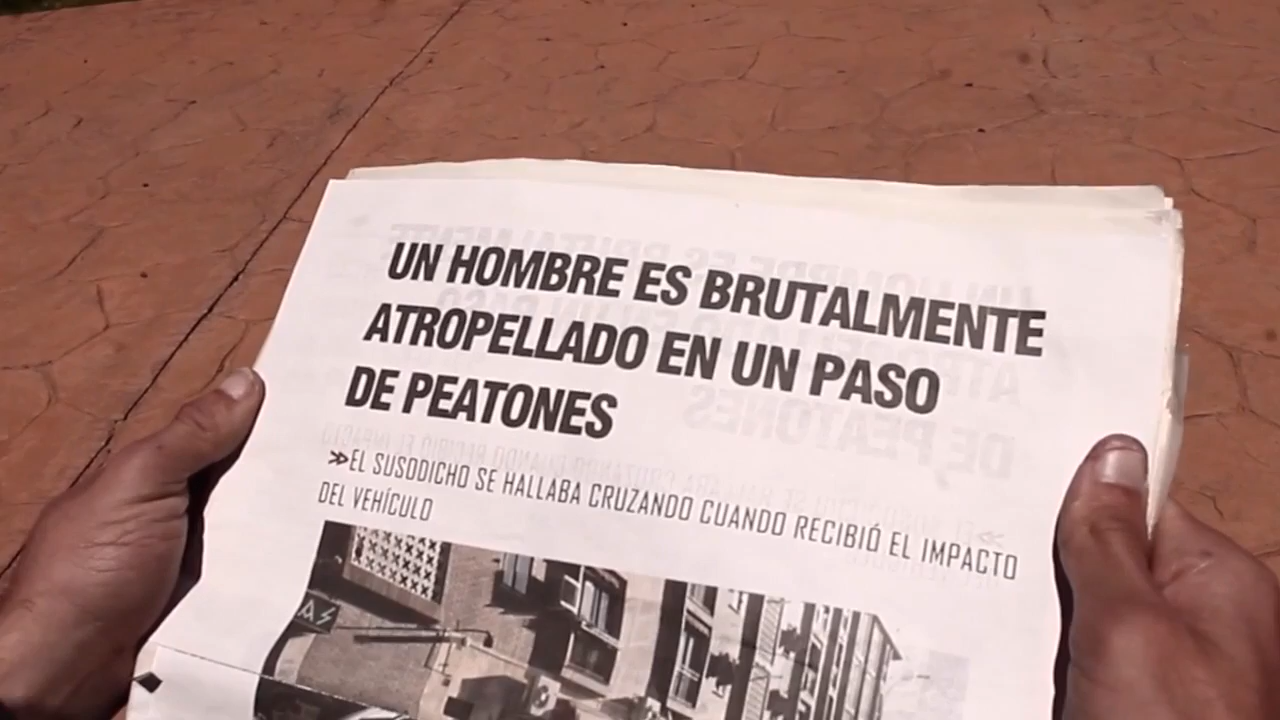 UN HOMBRE ES BRUTALMENTE
ATROPELLADO EN UN PASO
DE PEATONES
»EL SUSODICHO SE HALLABA CRUZANDO CUANDO RECIBIÓ EL IMPACTO
DEL VEHÍCULO